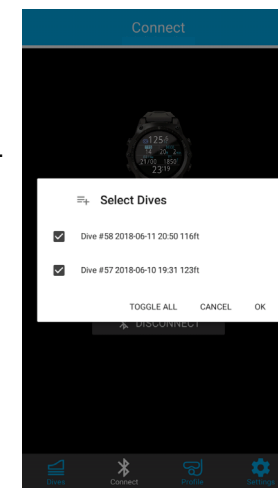 Connect
Select Dives
Dive #58 2018-06-11 20:50 116ft
Dive #57 2018-06-10 19:31 123ft
TOGGLE ALL CANCEL OK
DISCONNECT
Dives Connect Profile Settings